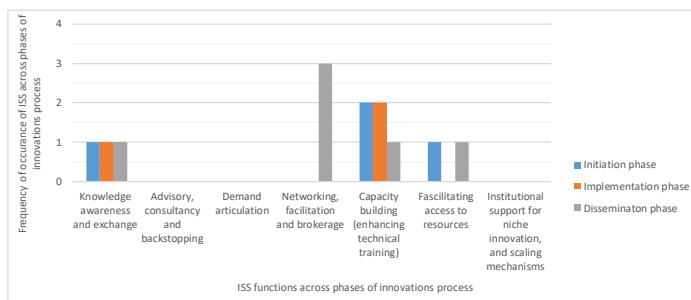 Frequency of occurance of ISS across phases of
innovations process
4
3
2
1
0
Knowledge
awareness
and exchange
Advisory,
consultancy
and
backstopping
Demand
articulation
Networking,
facilitation
and brokerage
Capacity
building
(enhancing
technical
training)
Fascilitating
access to
resources
Institutional
support for
niche
innovation,
and scaling
mechanisms
ISS functions across phases of innovations process
Initiation phase
Implementation phase
Disseminaton phase